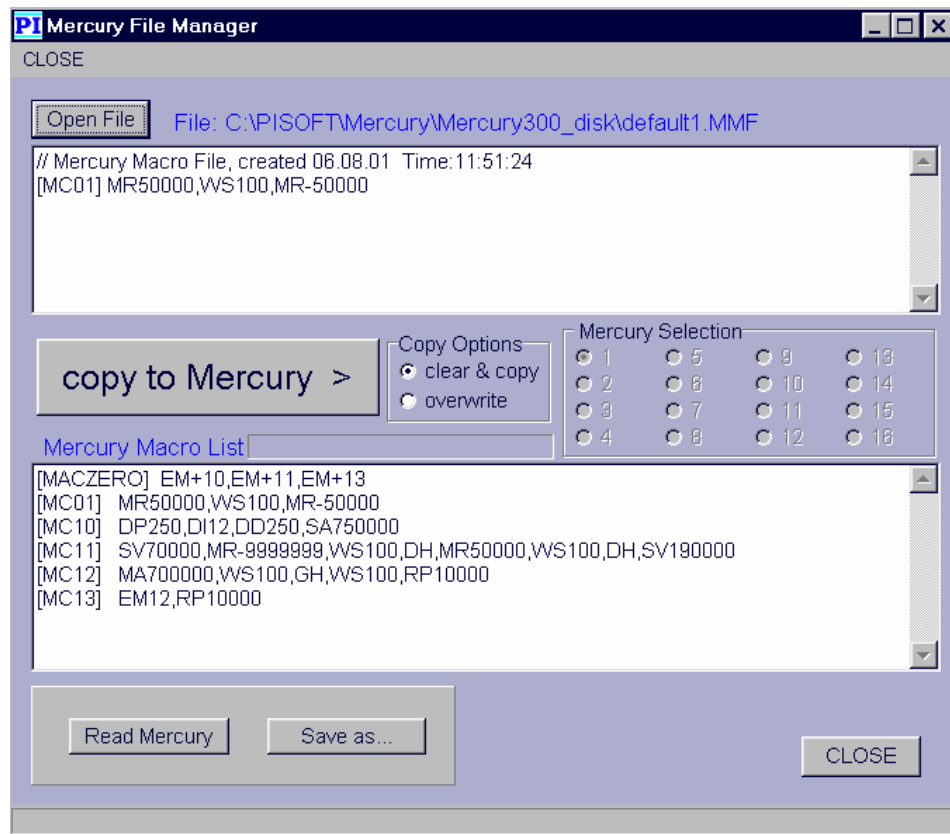 PI Mercury File Manager
CLOSE
Open File File: C:\PISOFT\Mercury\Mercury300_disk\default1.MMF
// Mercury Macro File, created 06.08.01 Time:11:51:24
[MC01] MR50000,WS100,MR-50000
copy to Mercury >
Copy Options
clear & copy
overwrite
Mercury Selection
1 5 9 13
2 6 10 14
3 7 11 15
4 8 12 16
Mercury Macro List
[MACZERO] EM+10,EM+11,EM+13
[MC01] MR50000,WS100,MR-50000
[MC10] DP250,DI12,DD250,SA750000
[MC11] SV70000,MR-9999999,WS100,DH,MR50000,WS100,DH,SV190000
[MC12] MA700000,WS100,GH,WS100,RP10000
[MC13] EM12,RP10000
Read Mercury Save as...
CLOSE